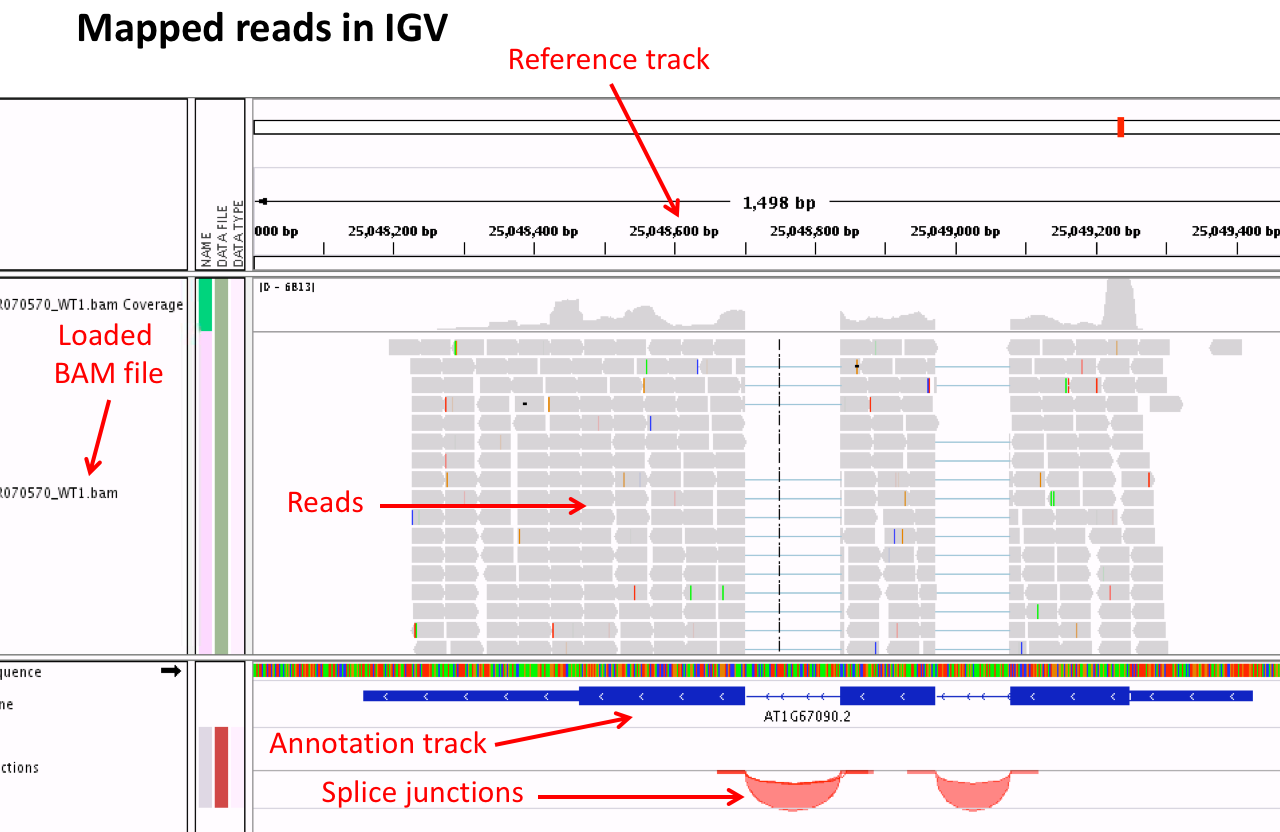 Mapped reads in IGV
Reference track
1,498 bp
NAME
DATA FILE
DATA TYPE
000 bp 25,048,200 bp 25,048,400 bp 25,048,600 bp 25,048,800 bp 25,049,000 bp 25,049,200 bp 25,049,400 bp
[0 - 6813]
R070570_WT1.bam Coverage
Loaded
BAM file
R070570_WT1.bam
Reads
quence
ne
AT1G67090.2
Annotation track
ctions
Splice junctions